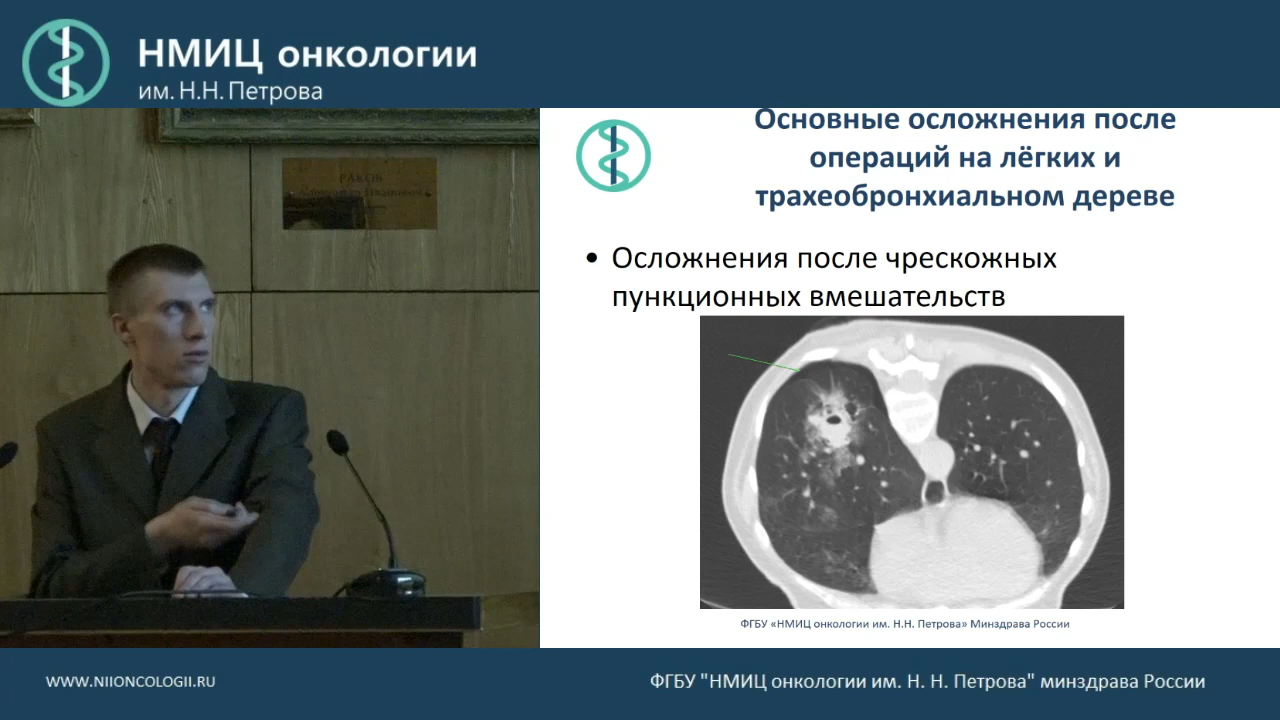 НМИЦ онкологии
им. Н.Н. Петрова
РАКОВ
Основные осложнения после
операций на лёгких и
трахеобронхиальном дереве
• Осложнения после чрескожных
пункционных вмешательств
ФГБУ «НМИЦ онкологии им. Н.Н. Петрова» Минздрава России
WWW.NIIONCOLOGII.RU
ФГБУ "НМИЦ онкологии им. Н. Н. Петрова" минздрава России